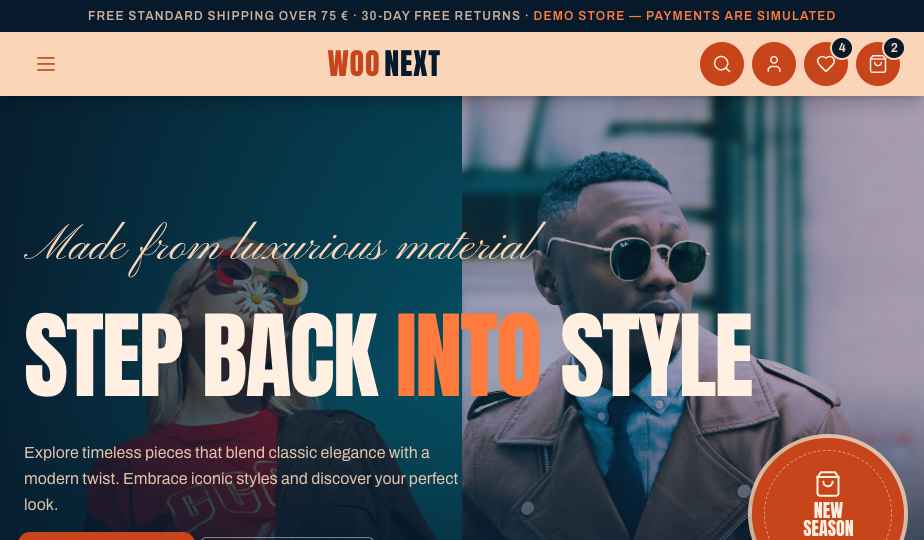 FREE STANDARD SHIPPING OVER 75 € · 30-DAY FREE RETURNS · DEMO STORE — PAYMENTS ARE SIMULATED
WOO NEXT
4
2
Made from luxurious material
STEP BACK INTO STYLE
Explore timeless pieces that blend classic elegance with a
modern twist. Embrace iconic styles and discover your perfect
look.
NEW
SEASON